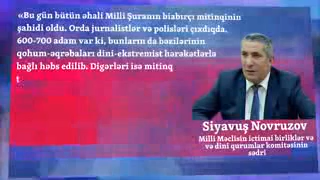 «Bu gün bütün əhali Milli Şuranın biabırçı mitinqinin
şahidi oldu. Orda jurnalistlər və polisləri çıxdıqda,
600-700 adam var ki, bunların da bəzilərinin
qohum-əqrəbaları dini-ekstremist hərəkətlərlə
bağlı həbs edilib. Digərləri isə mitinq
t
Siyavuş Novruzov
Milli Məclisin ictimai birliklər və
və dini qurumlar komitəsinin
sədri